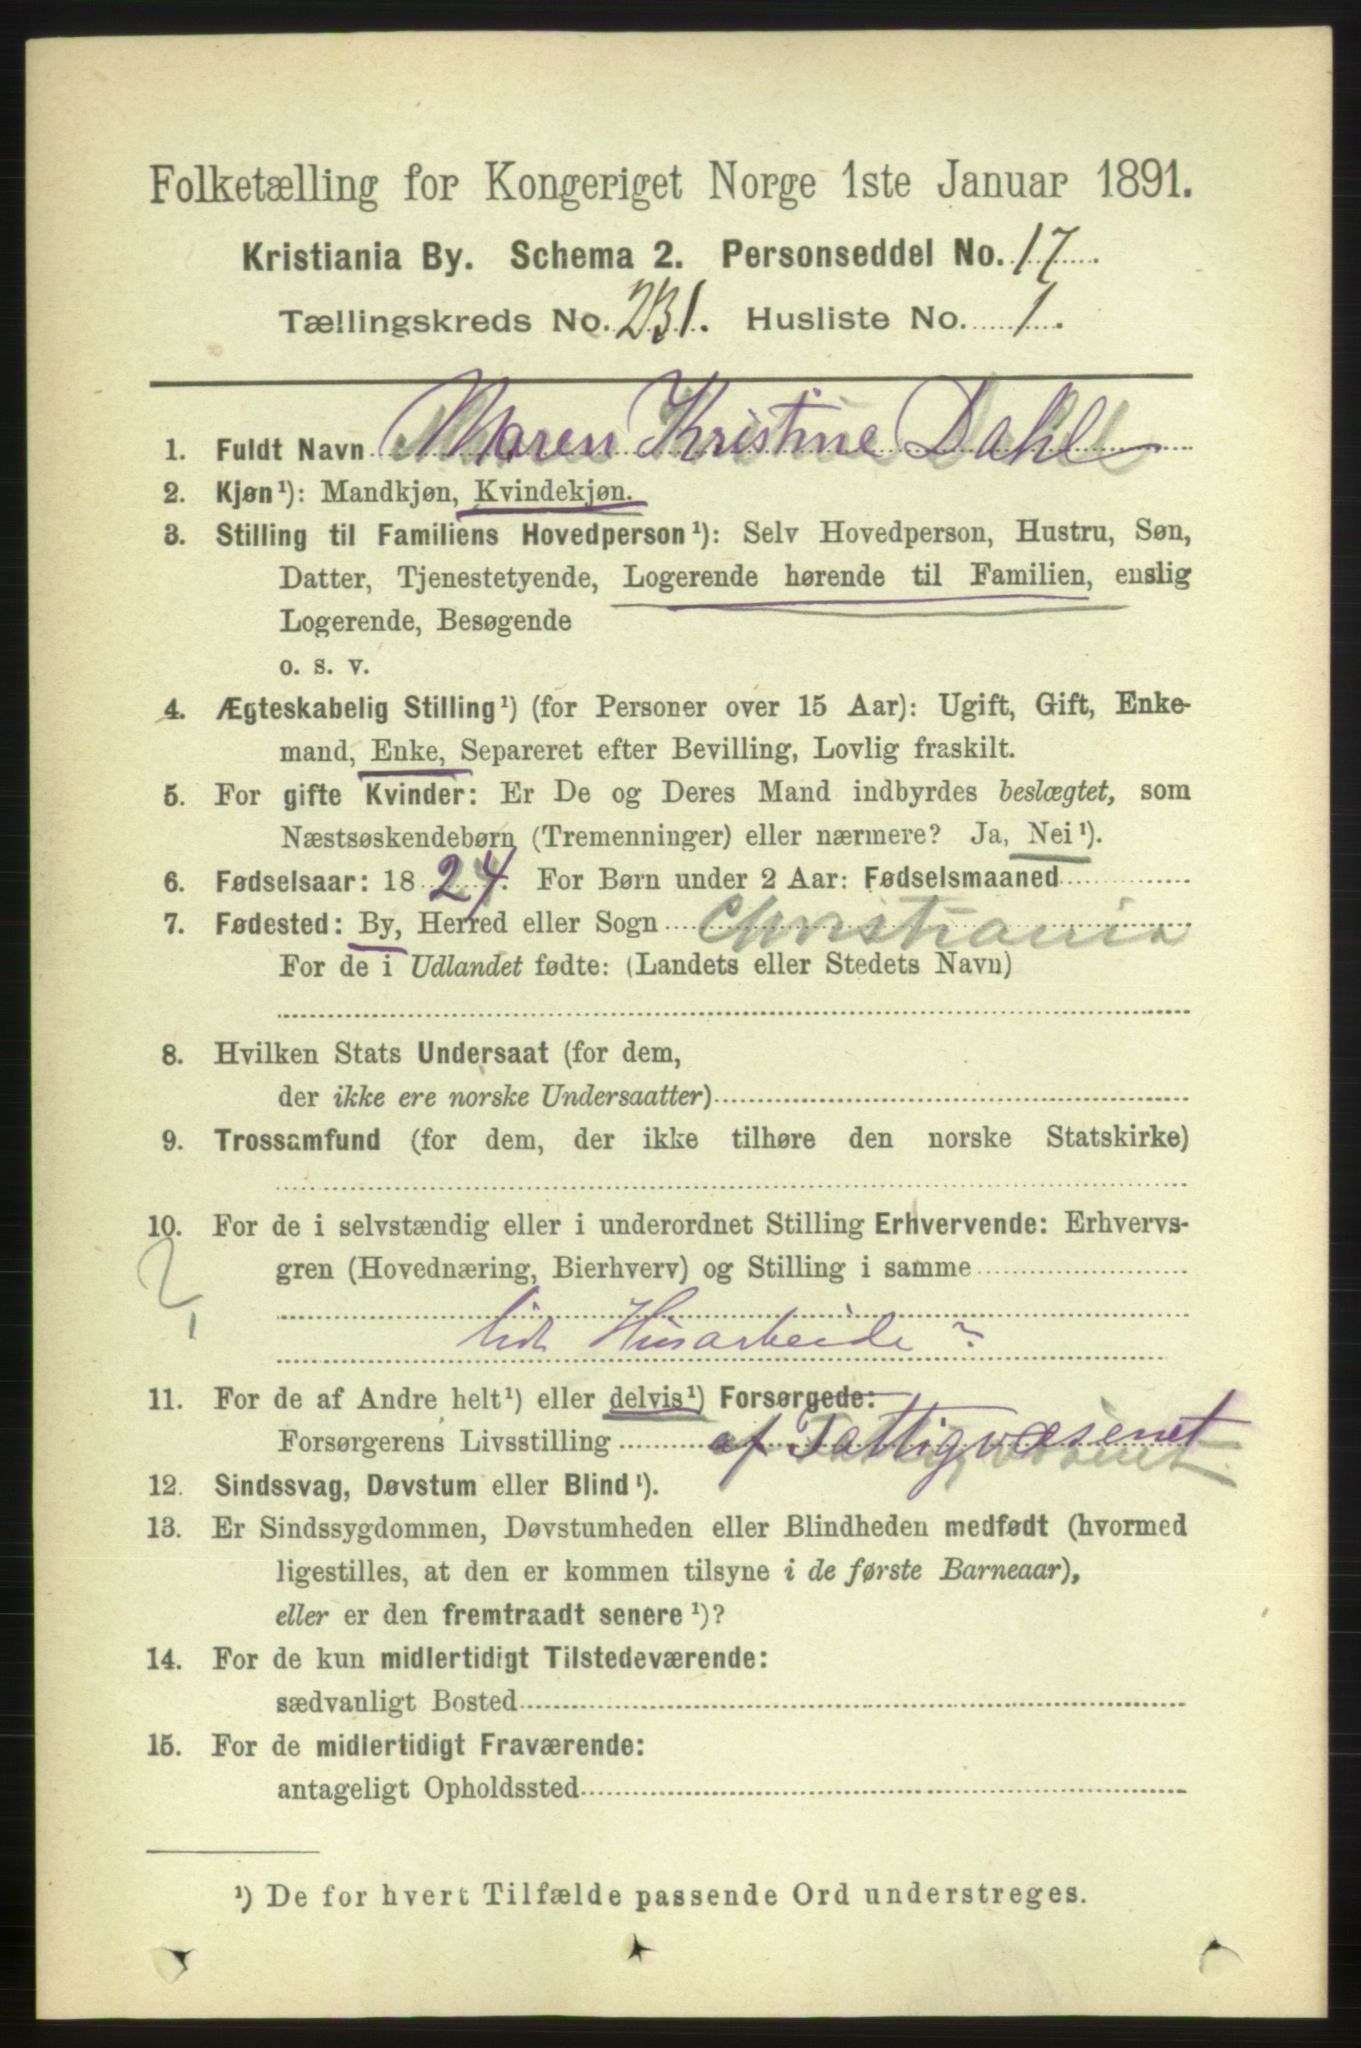 Folketælling for Kongeriget Norge 1ste Januar 1891.
Kristiania By. Schema 2. Personseddel No. 17
Tællingskreds No. 231. Husliste No. 1.
1. Fuldt Navn Maren Kristine Dahl
2. Kjøn¹): Mandkjøn, Kvindekjøn.
3. Stilling til Familiens Hovedperson¹): Selv Hovedperson, Hustru, Søn,
Datter, Tjenestetyende, Logerende hørende til Familien, enslig
Logerende, Besøgende
o. s. v.
4. Ægteskabelig Stilling¹) (for Personer over 15 Aar): Ugift, Gift, Enke-
mand, Enke, Separeret efter Bevilling, Lovlig fraskilt.
5. For gifte Kvinder: Er De og Deres Mand indbyrdes beslægtet, som
Næstsøskendebørn (Tremenninger) eller nærmere? Ja, Nei¹).
6. Fødselsaar: 1824. For Børn under 2 Aar: Fødselsmaaned
7. Fødested: By, Herred eller Sogn Christiania
For de i Udlandet fødte: (Landets eller Stedets Navn)
8. Hvilken Stats Undersaat (for dem,
der ikke ere norske Undersaatter)
9. Trossamfund (for dem, der ikke tilhøre den norske Statskirke)
10. For de i selvstændig eller i underordnet Stilling Erhvervende: Erhvervs-
gren (Hovednæring, Bierhverv) og Stilling i samme
lidt Husarbeide ?
11. For de af Andre helt¹) eller delvis¹) Forsørgede:
Forsørgerens Livsstilling af Fattigvæsenet
12. Sindssvag, Døvstum eller Blind¹).
13. Er Sindssygdommen, Døvstumheden eller Blindheden medfødt (hvormed
ligestilles, at den er kommen tilsyne i de første Barneaar),
eller er den fremtraadt senere¹)?
14. For de kun midlertidigt Tilstedeværende:
sædvanligt Bosted
15. For de midlertidigt Fraværende:
antageligt Opholdssted
¹) De for hvert Tilfælde passende Ord understreges.